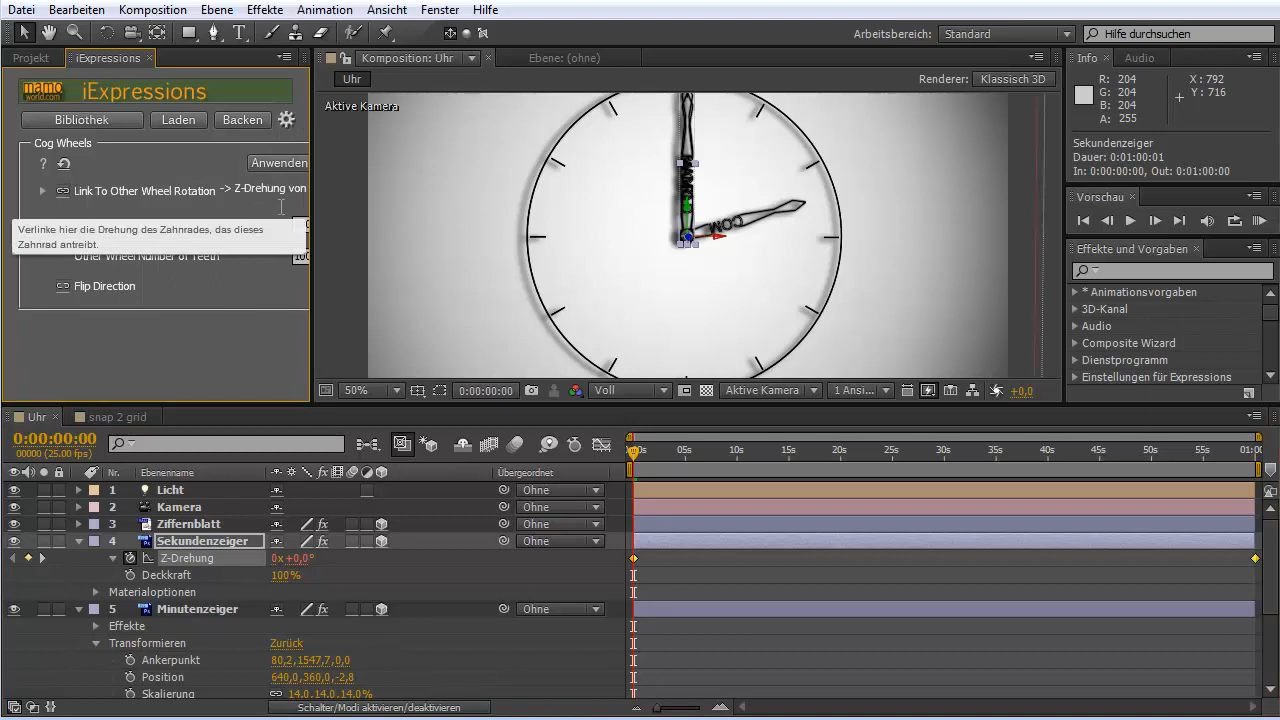 Datei Bearbeiten Komposition Ebene Effekte Animation Ansicht Fenster Hilfe
Arbeitsbereich: Standard Hilfe durchsuchen
Projekt iExpressions Komposition: Uhr Ebene: (ohne) Info Audio
Uhr Renderer: Klassisch 3D
Aktive Kamera
mamo world.com iExpressions
Bibliothek Laden Backen
Cog Wheels
? Anwenden
Link To Other Wheel Rotation -> Z-Drehung von
Verlinke hier die Drehung des Zahnrades, das dieses
Zahnrad antreibt.
Other Wheel Number of Teeth 100
Flip Direction
COM
R: 204 X: 792
G: 204 Y: 716
B: 204
A: 255
Sekundenzeiger
Dauer: 0:01:00:01
In: 0:00:00:00, Out: 0:01:00:00
Vorschau
Effekte und Vorgaben
* Animationsvorgaben
3D-Kanal
Audio
Composite Wizard
Dienstprogramm
Einstellungen für Expressions
50% 0:00:00:00 Voll Aktive Kamera 1 Ansi... +0,0
Uhr snap 2 grid
0:00:00:00
00000 (25.00 fps)
05s 10s 15s 20s 25s 30s 35s 40s 45s 50s 55s 01:00
Nr. Ebenenname Übergeordnet
1 Licht Ohne
2 Kamera Ohne
3 Ziffernblatt Ohne
4 Sekundenzeiger Ohne
Z-Drehung 0x+0,0°
Deckkraft 100%
Materialoptionen
5 Minutenzeiger Ohne
Effekte
Transformieren Zurück
Ankerpunkt 80,2,1547,7,0,0
Position 640,0,360,0,-2,8
Skalierung 14,0,14,0,14,0%
Schalter/Modi aktivieren/deaktivieren